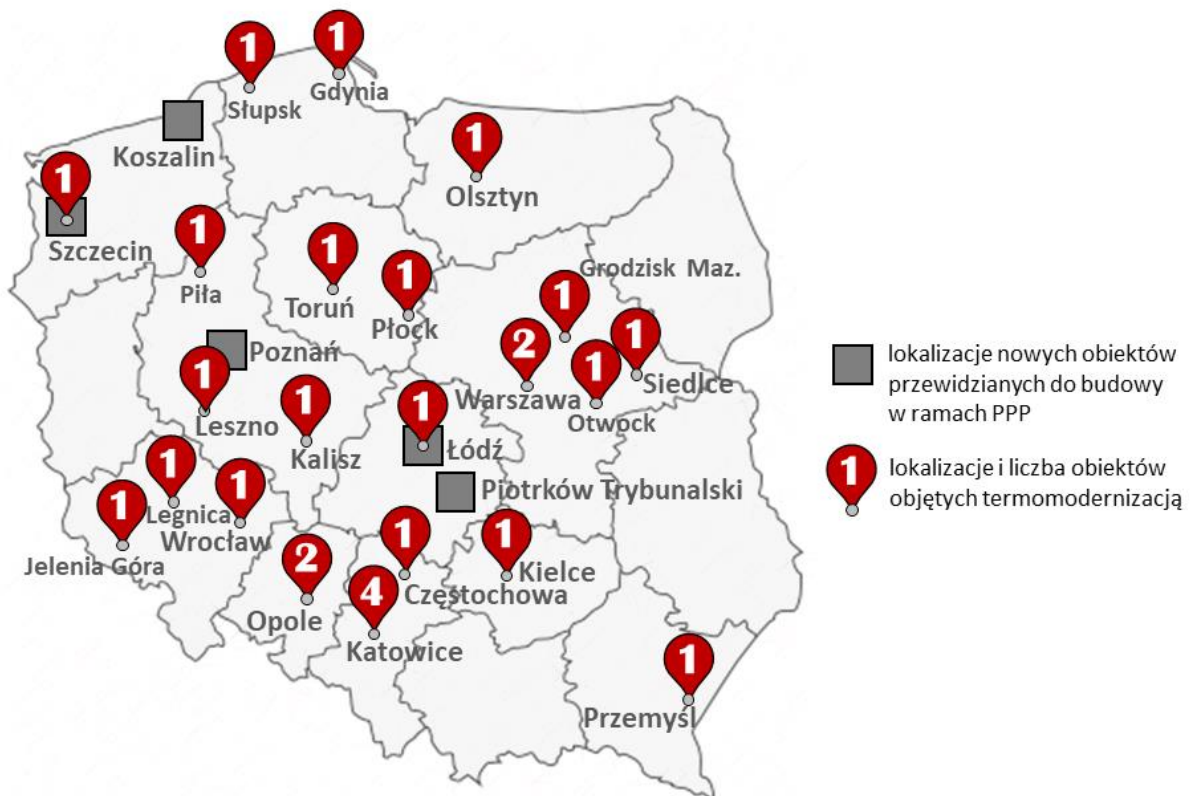 1
1
Słupsk
Gdynia
Koszalin
1
Olsztyn
1
Szczecin
1
Piła
1
Toruń
1
Płock
Grodzisk Maz.
1
2
Warszawa
1
Otwock
1
Siedlce
Poznań
1
Leszno
1
Kalisz
1
Łódź
Piotrków Trybunalski
1
Legnica
1
Wrocław
1
Jelenia Góra
2
Opole
1
Częstochowa
4
Katowice
1
Kielce
1
Przemyśl
lokalizacje nowych obiektów
przewidzianych do budowy
w ramach PPP
1
lokalizacje i liczba obiektów
objętych termomodernizacją